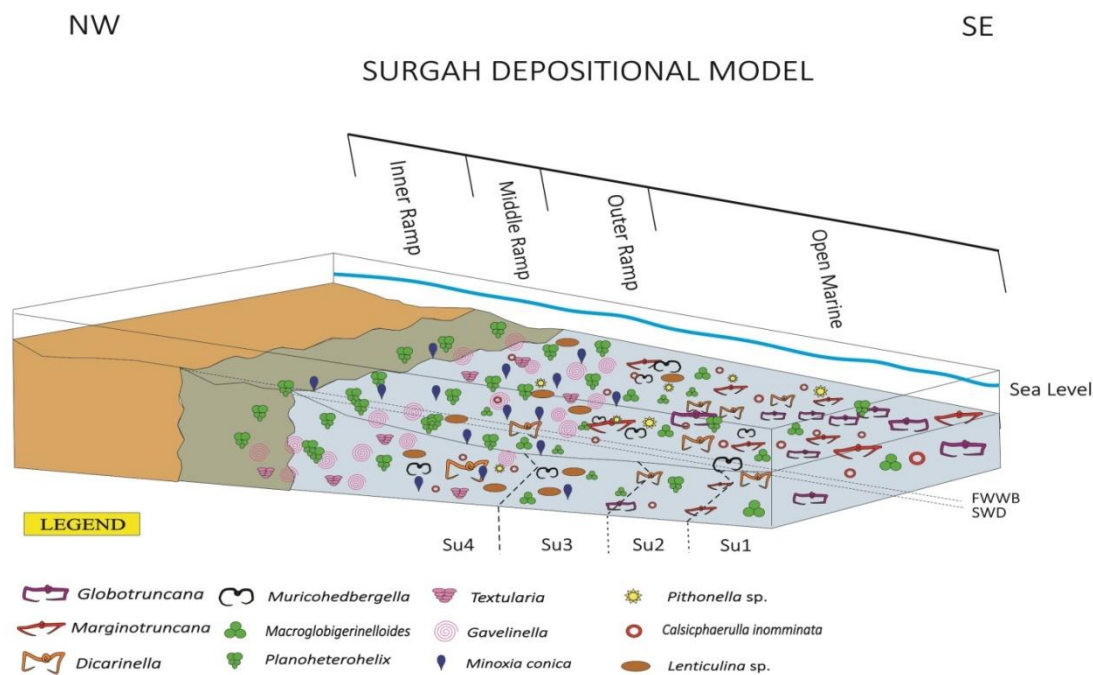 NW
SE
SURGAH DEPOSITIONAL MODEL
Inner Ramp
Middle Ramp
Outer Ramp
Open Marine
Sea Level
FWWB
SWD
LEGEND
Su4
Su3
Su2
Su1
Globotruncana
Muricohedbergella
Textularia
Pithonella sp.
Marginotruncana
Macroglobigerinelloides
Gavelinella
Calsicphaerulla inomminata
Dicarinella
Planoheterohelix
Minoxia conica
Lenticulina sp.